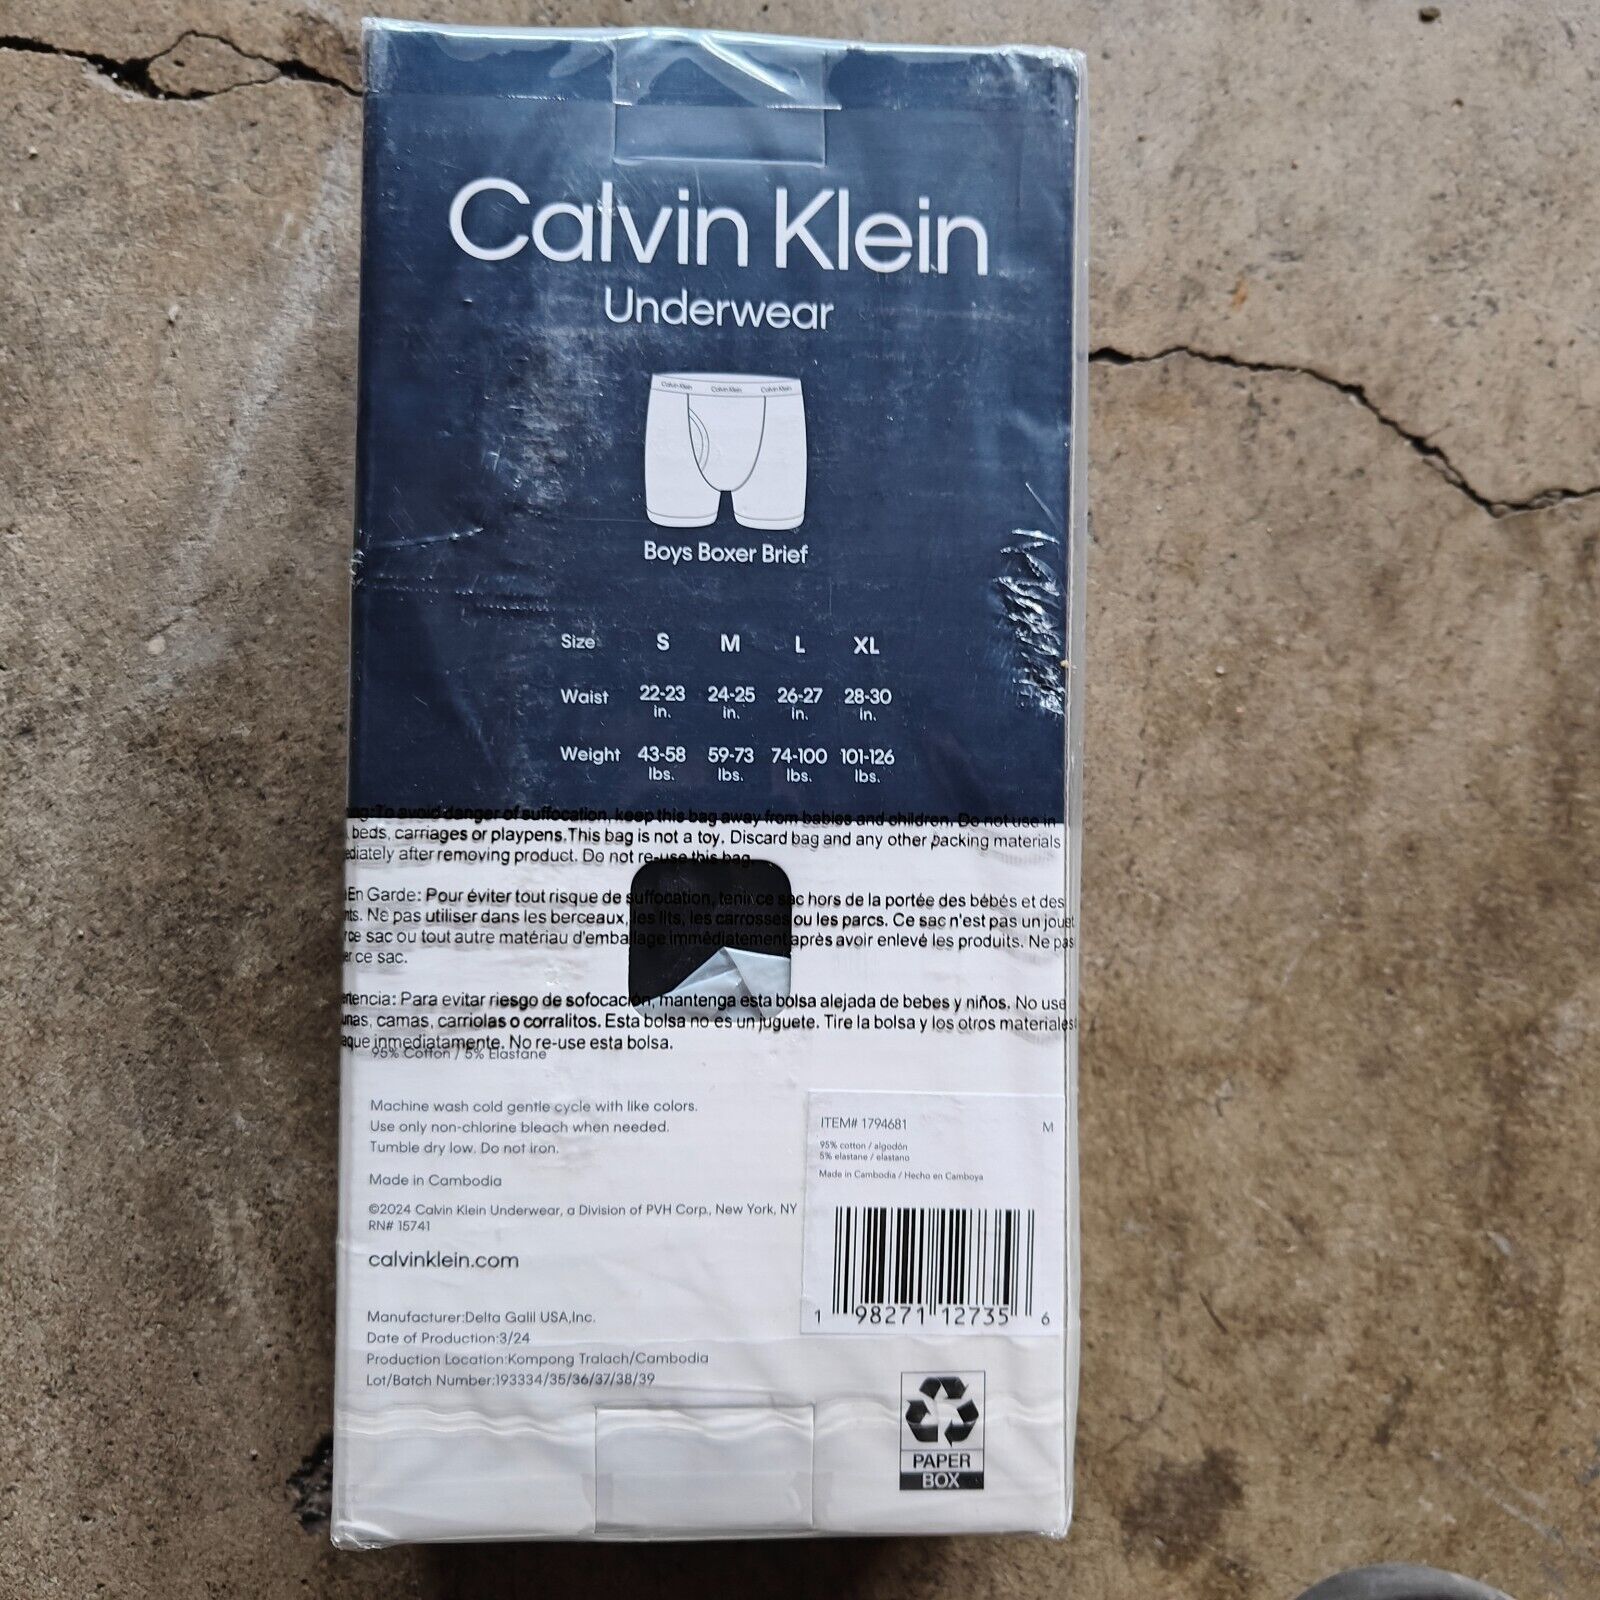 Calvin Klein
Underwear
Calvin Klein Calvin Klein Calvin Klein
Boys Boxer Brief
Size S M L XL
Waist 22-23 in. 24-25 in. 26-27 in. 28-30 in.
Weight 43-58 lbs. 59-73 lbs. 74-100 lbs. 101-126 lbs.
To avoid danger of suffocation, keep this bag away from babies and children. Do not use in
beds, carriages or playpens.This bag is not a toy. Discard bag and any other packing materials
after removing product. Do not re-use this bag.
En Garde: Pour éviter tout risque de suffocation, tenir ce sac hors de la portée des bébés et des
Ne pas utiliser dans les berceaux, les lits, les carrosses ou les parcs. Ce sac n'est pas un jouet
ce sac ou tout autre matériau d'emballage immédiatement après avoir enlevé les produits. Ne pas
ce sac.
Para evitar riesgo de sofocación, mantenga esta bolsa alejada de bebes y niños. No use
camas, carriolas o corralitos. Esta bolsa no es un juguete. Tire la bolsa y los otros materiales
inmediatamente. No re-use esta bolsa.
95% Cotton / 5% Elastane
Machine wash cold gentle cycle with like colors.
Use only non-chlorine bleach when needed.
Tumble dry low. Do not iron.
Made in Cambodia
©2024 Calvin Klein Underwear, a Division of PVH Corp., New York, NY
RN# 15741
calvinklein.com
Manufacturer:Delta Galil USA,Inc.
Date of Production:3/24
Production Location:Kompong Tralach/Cambodia
Lot/Batch Number:193334/35/36/37/38/39
ITEM# 1794681 M
95% cotton / algodón
5% elastane / elastano
Made in Cambodia / Hecho en Camboya
1 98271 12735 6
PAPER
BOX